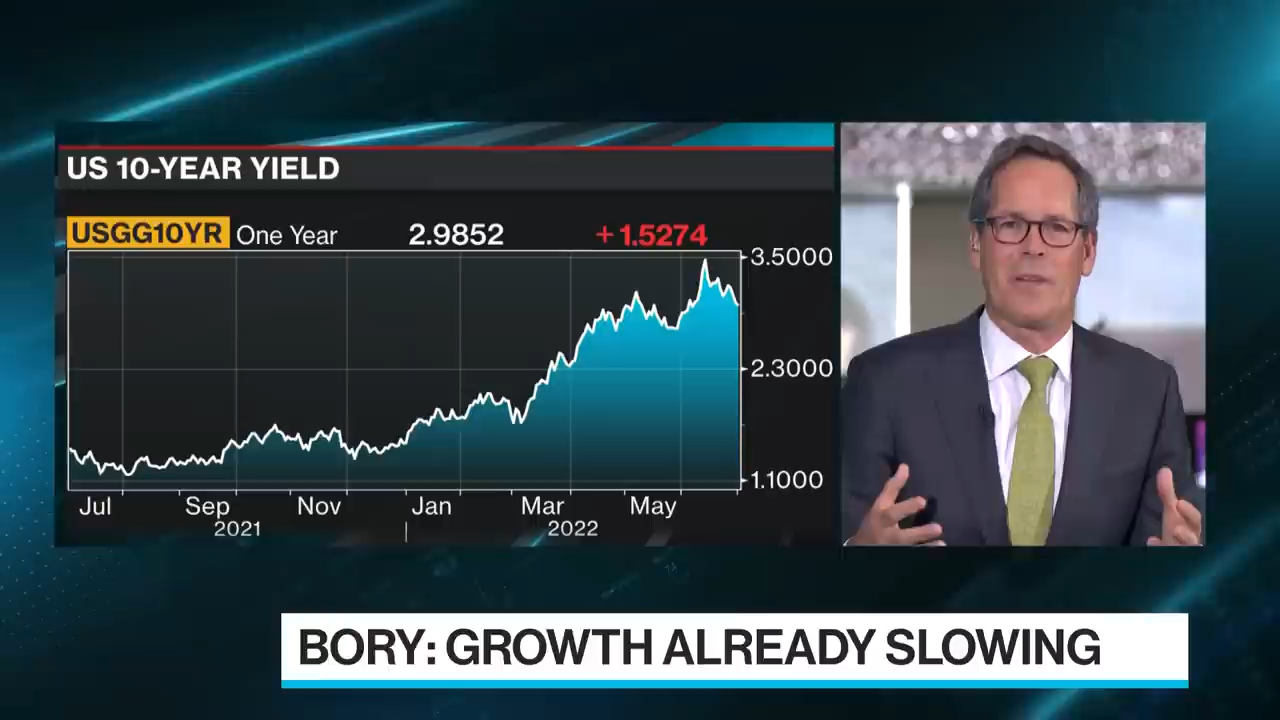 US 10-YEAR YIELD
USGG10YR One Year 2.9852 +1.5274
3.5000
2.3000
1.1000
Jul Sep Nov Jan Mar May
2021 2022
BORY: GROWTH ALREADY SLOWING